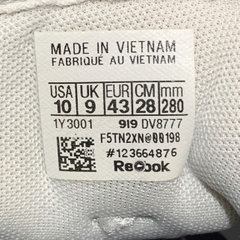 MADE IN VIETNAM
FABRIQUÉ AU VIETNAM
USA UK EUR CM mm
10 9 43 28 280
1Y3001 919 DV8777
F5TN2XN@00198
#123664876
Reebok